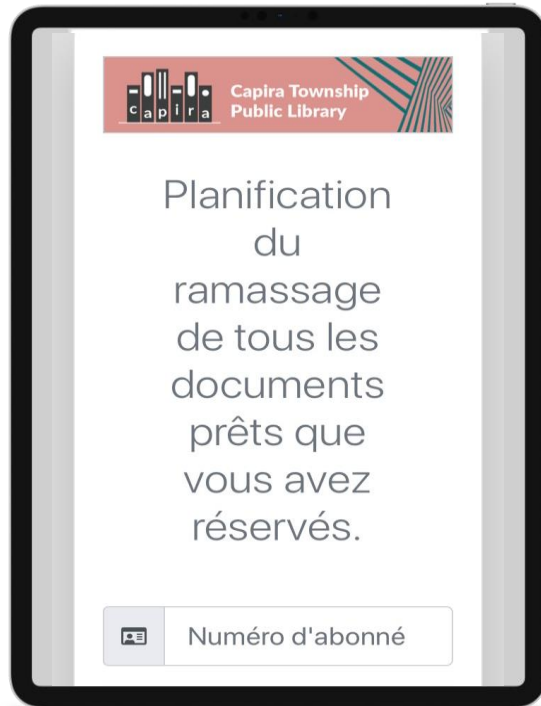 capira
Capira Township
Public Library
Planification
du
ramassage
de tous les
documents
prêts que
vous avez
réservés.
Numéro d'abonné